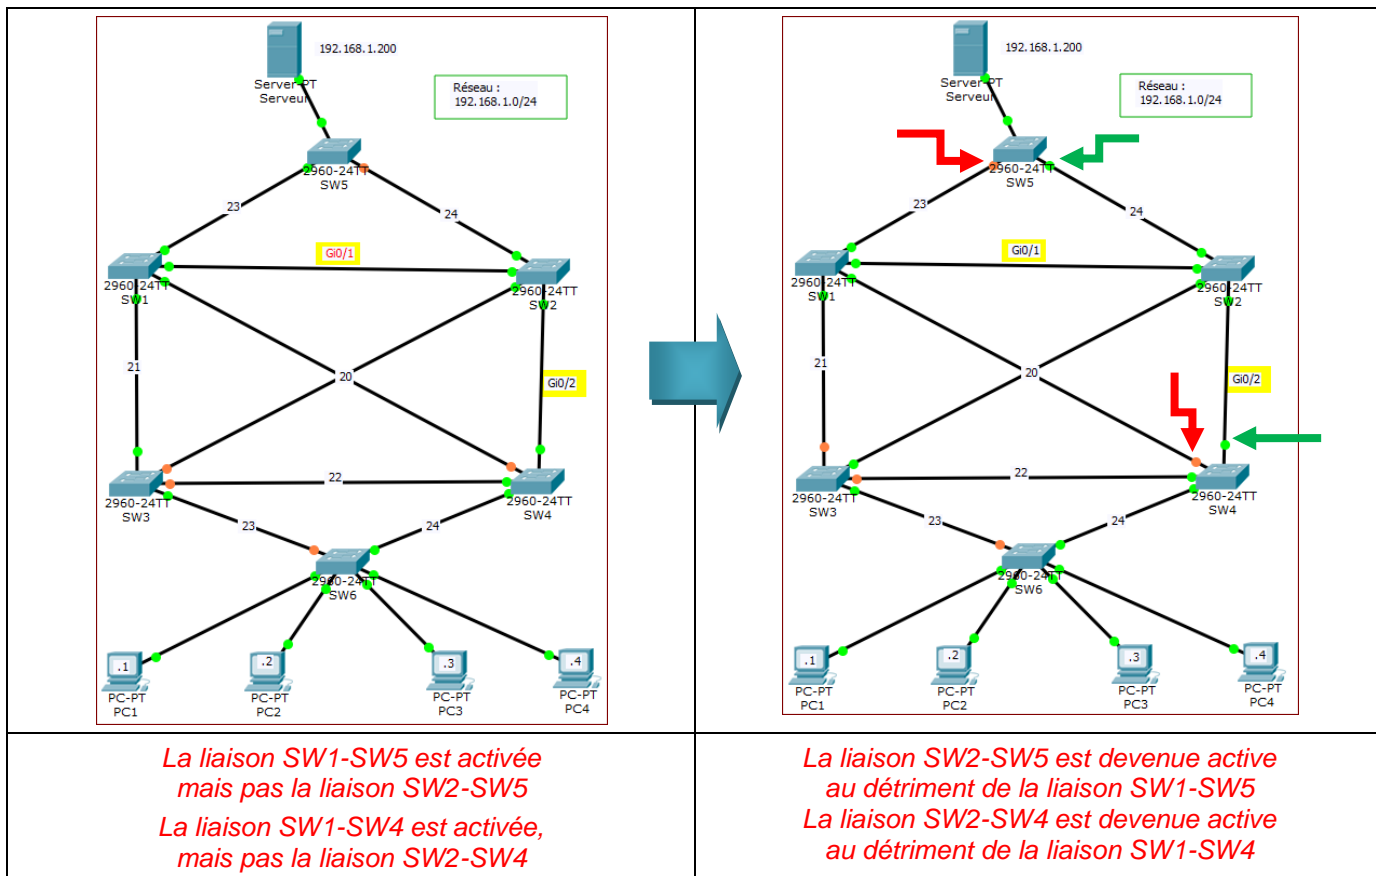 192.168.1.200
Server-PT
Serveur
Réseau :
192.168.1.0/24
2960-24TT
SW5
23
24
Gi0/1
2960-24TT
SW1
2960-24TT
SW2
21
20
Gi0/2
22
2960-24TT
SW3
2960-24TT
SW4
23
24
2960-24TT
SW6
.1
.2
.3
.4
PC-PT
PC1
PC-PT
PC2
PC-PT
PC3
PC-PT
PC4
La liaison SW1-SW5 est activée
mais pas la liaison SW2-SW5
La liaison SW1-SW4 est activée,
mais pas la liaison SW2-SW4
192.168.1.200
Server-PT
Serveur
Réseau :
192.168.1.0/24
2960-24TT
SW5
23
24
Gi0/1
2960-24TT
SW1
2960-24TT
SW2
21
20
Gi0/2
22
2960-24TT
SW3
2960-24TT
SW4
23
24
2960-24TT
SW6
.1
.2
.3
.4
PC-PT
PC1
PC-PT
PC2
PC-PT
PC3
PC-PT
PC4
La liaison SW2-SW5 est devenue active
au détriment de la liaison SW1-SW5
La liaison SW2-SW4 est devenue active
au détriment de la liaison SW1-SW4